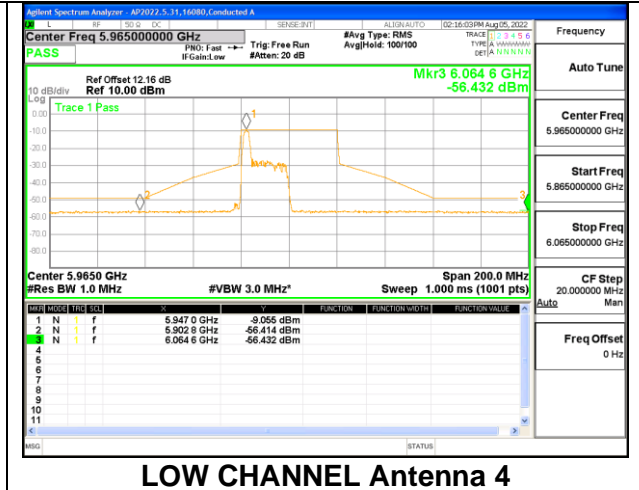 Agilent Spectrum Analyzer - AP2022.5.31,16080,Conducted A
L RF 50 Ω DC SENSE:INT ALIGN AUTO 02:16:03 PM Aug 05, 2022
Center Freq 5.965000000 GHz #Avg Type: RMS TRACE 1 2 3 4 5 6
PASS PNO: Fast Trig: Free Run Avg|Hold: 100/100 TYPE A WWWWW
IFGain:Low #Atten: 20 dB DET A N N N N N
Frequency
Auto Tune
Ref Offset 12.16 dB Mkr3 6.064 6 GHz
10 dB/div Ref 10.00 dBm -56.432 dBm
Log
Trace 1 Pass
0.00
-10.0
-20.0
-30.0
-40.0
-50.0
-60.0
-70.0
-80.0
1
2
3
Center Freq
5.965000000 GHz
Start Freq
5.865000000 GHz
Stop Freq
6.065000000 GHz
CF Step
20.000000 MHz
Auto Man
Freq Offset
0 Hz
Center 5.9650 GHz Span 200.0 MHz
#Res BW 1.0 MHz #VBW 3.0 MHz* Sweep 1.000 ms (1001 pts)
MKR MODE TRC SCL X Y FUNCTION FUNCTION WIDTH FUNCTION VALUE
1 N 1 f 5.947 0 GHz -9.055 dBm
2 N 1 f 5.902 8 GHz -56.414 dBm
3 N 1 f 6.064 6 GHz -56.432 dBm
4
5
6
7
8
9
10
11
MSG STATUS
LOW CHANNEL Antenna 4